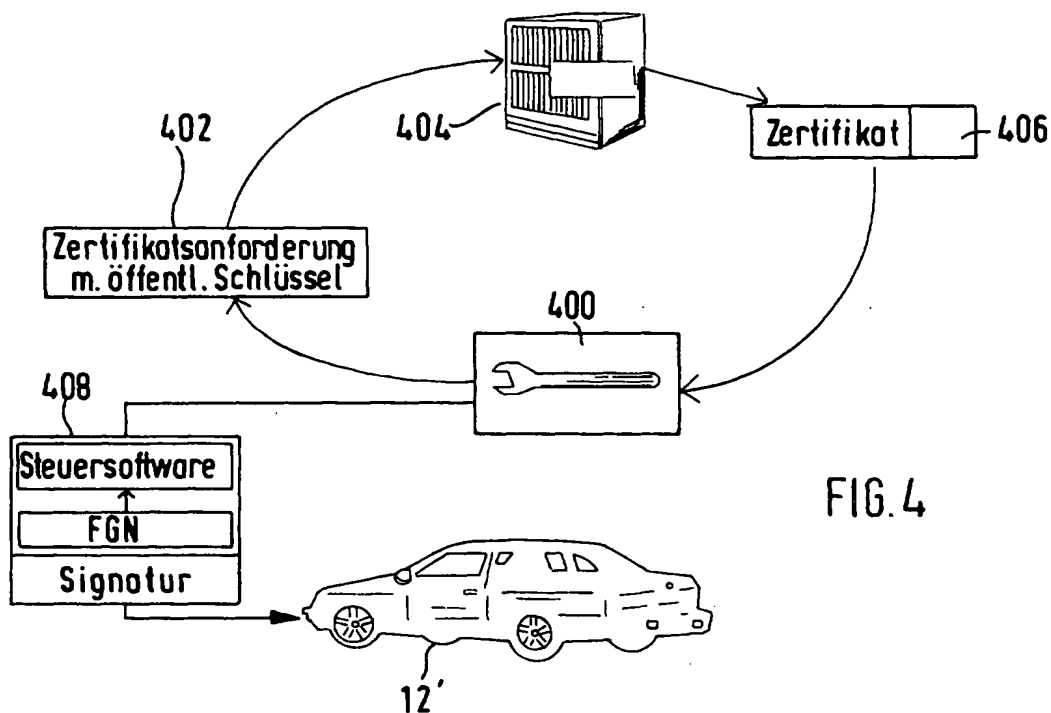 402
404
Zertifikat
406
Zertifikatsanforderung
m. öffentl. Schlüssel
400
408
Steuersoftware
FGN
Signatur
FIG. 4
12'